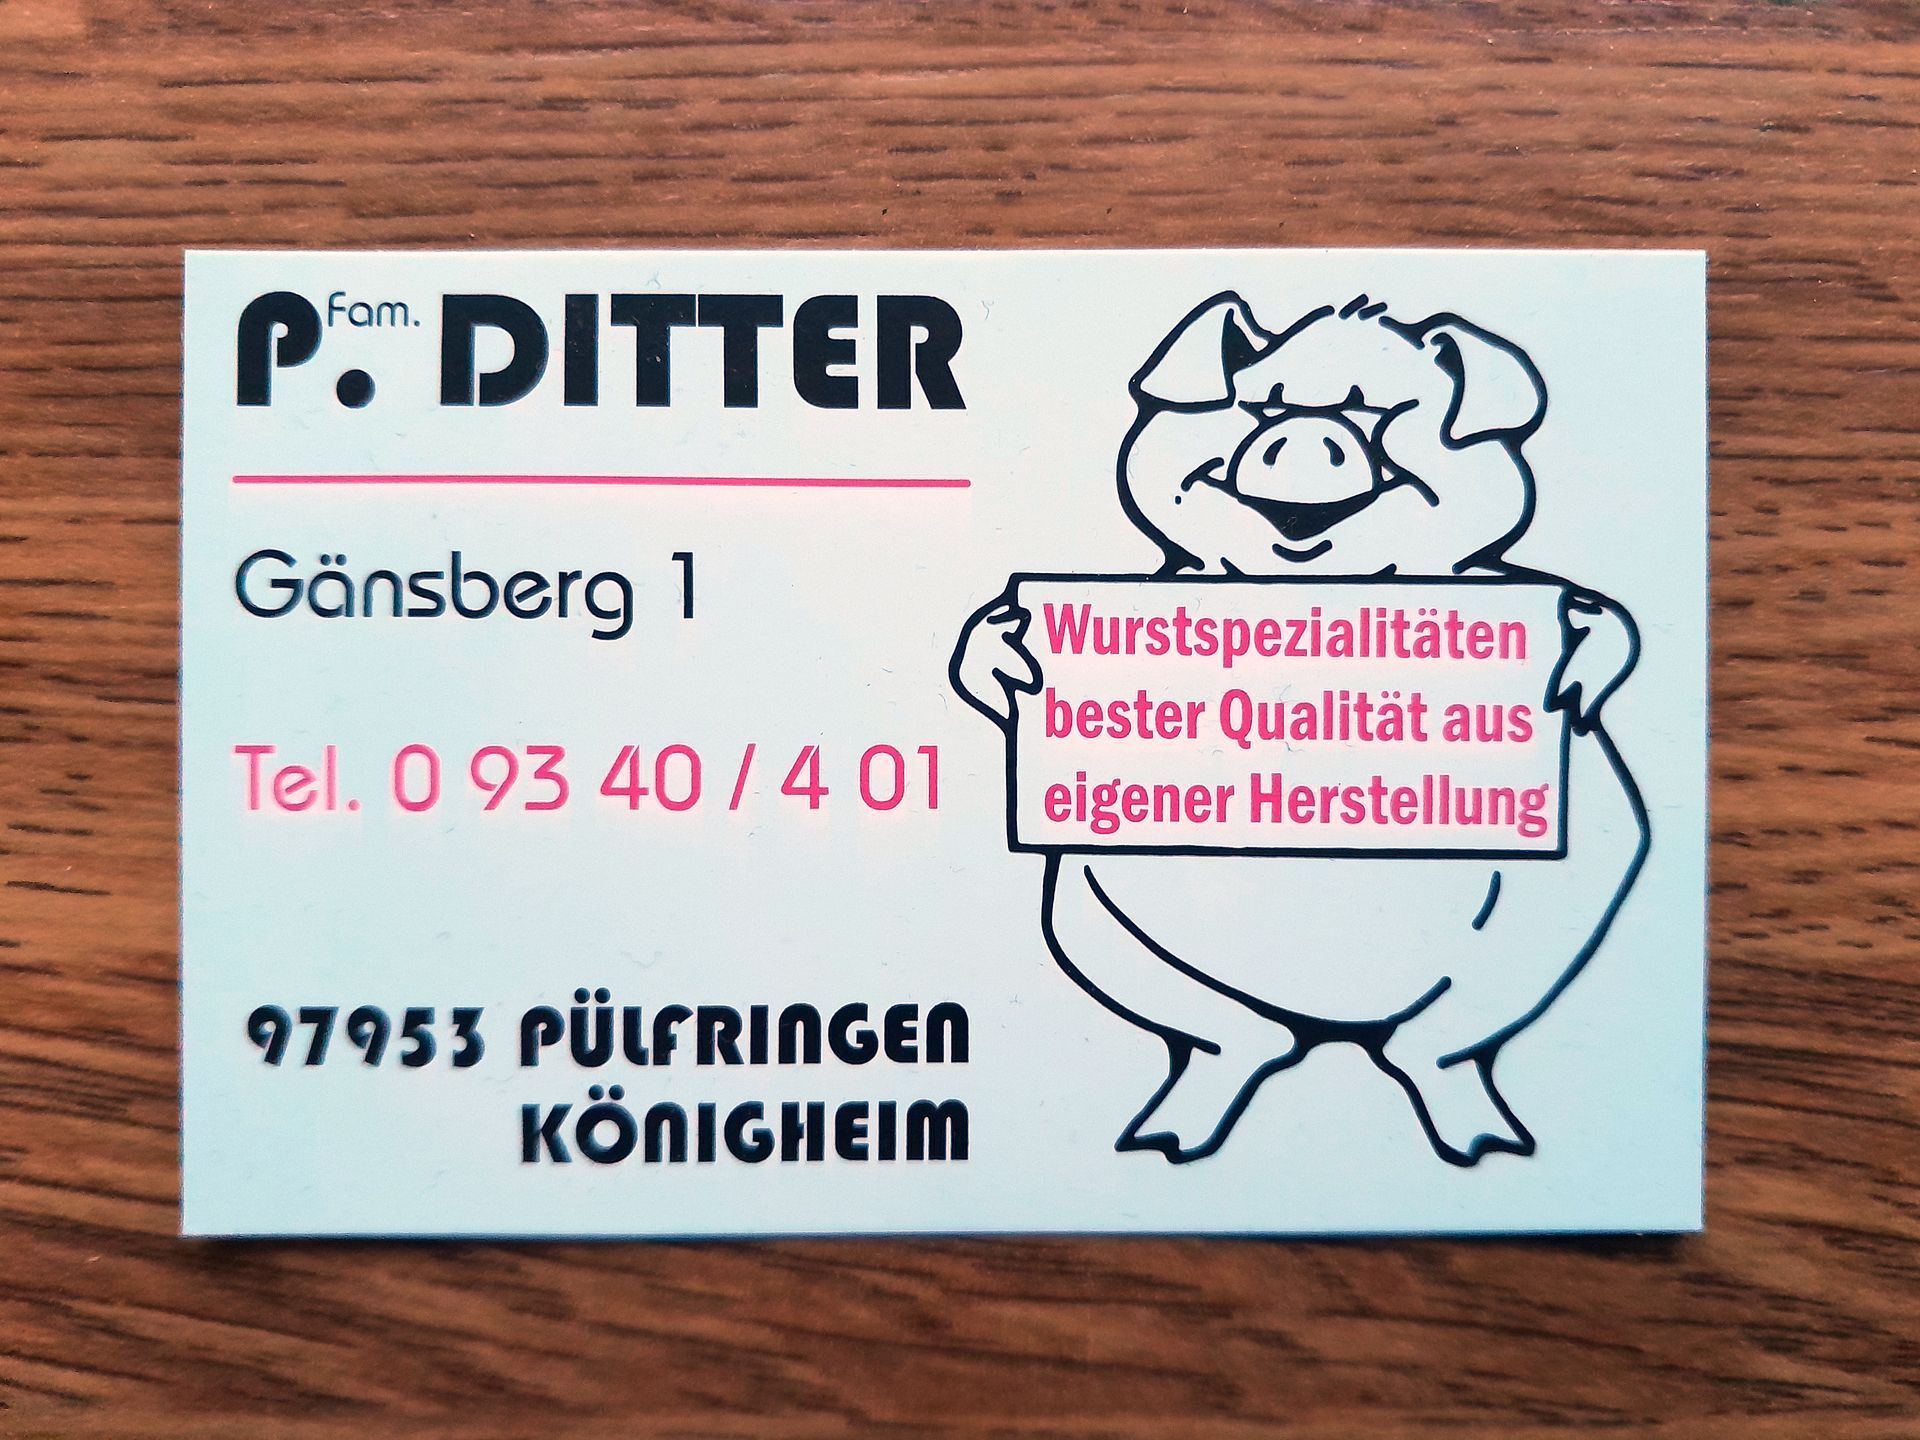 Fam.
P. DITTER
Gänsberg 1
Tel. 0 93 40 / 4 01
97953 PÜLFRINGEN
KÖNIGHEIM
Wurstspezialitäten
bester Qualität aus
eigener Herstellung